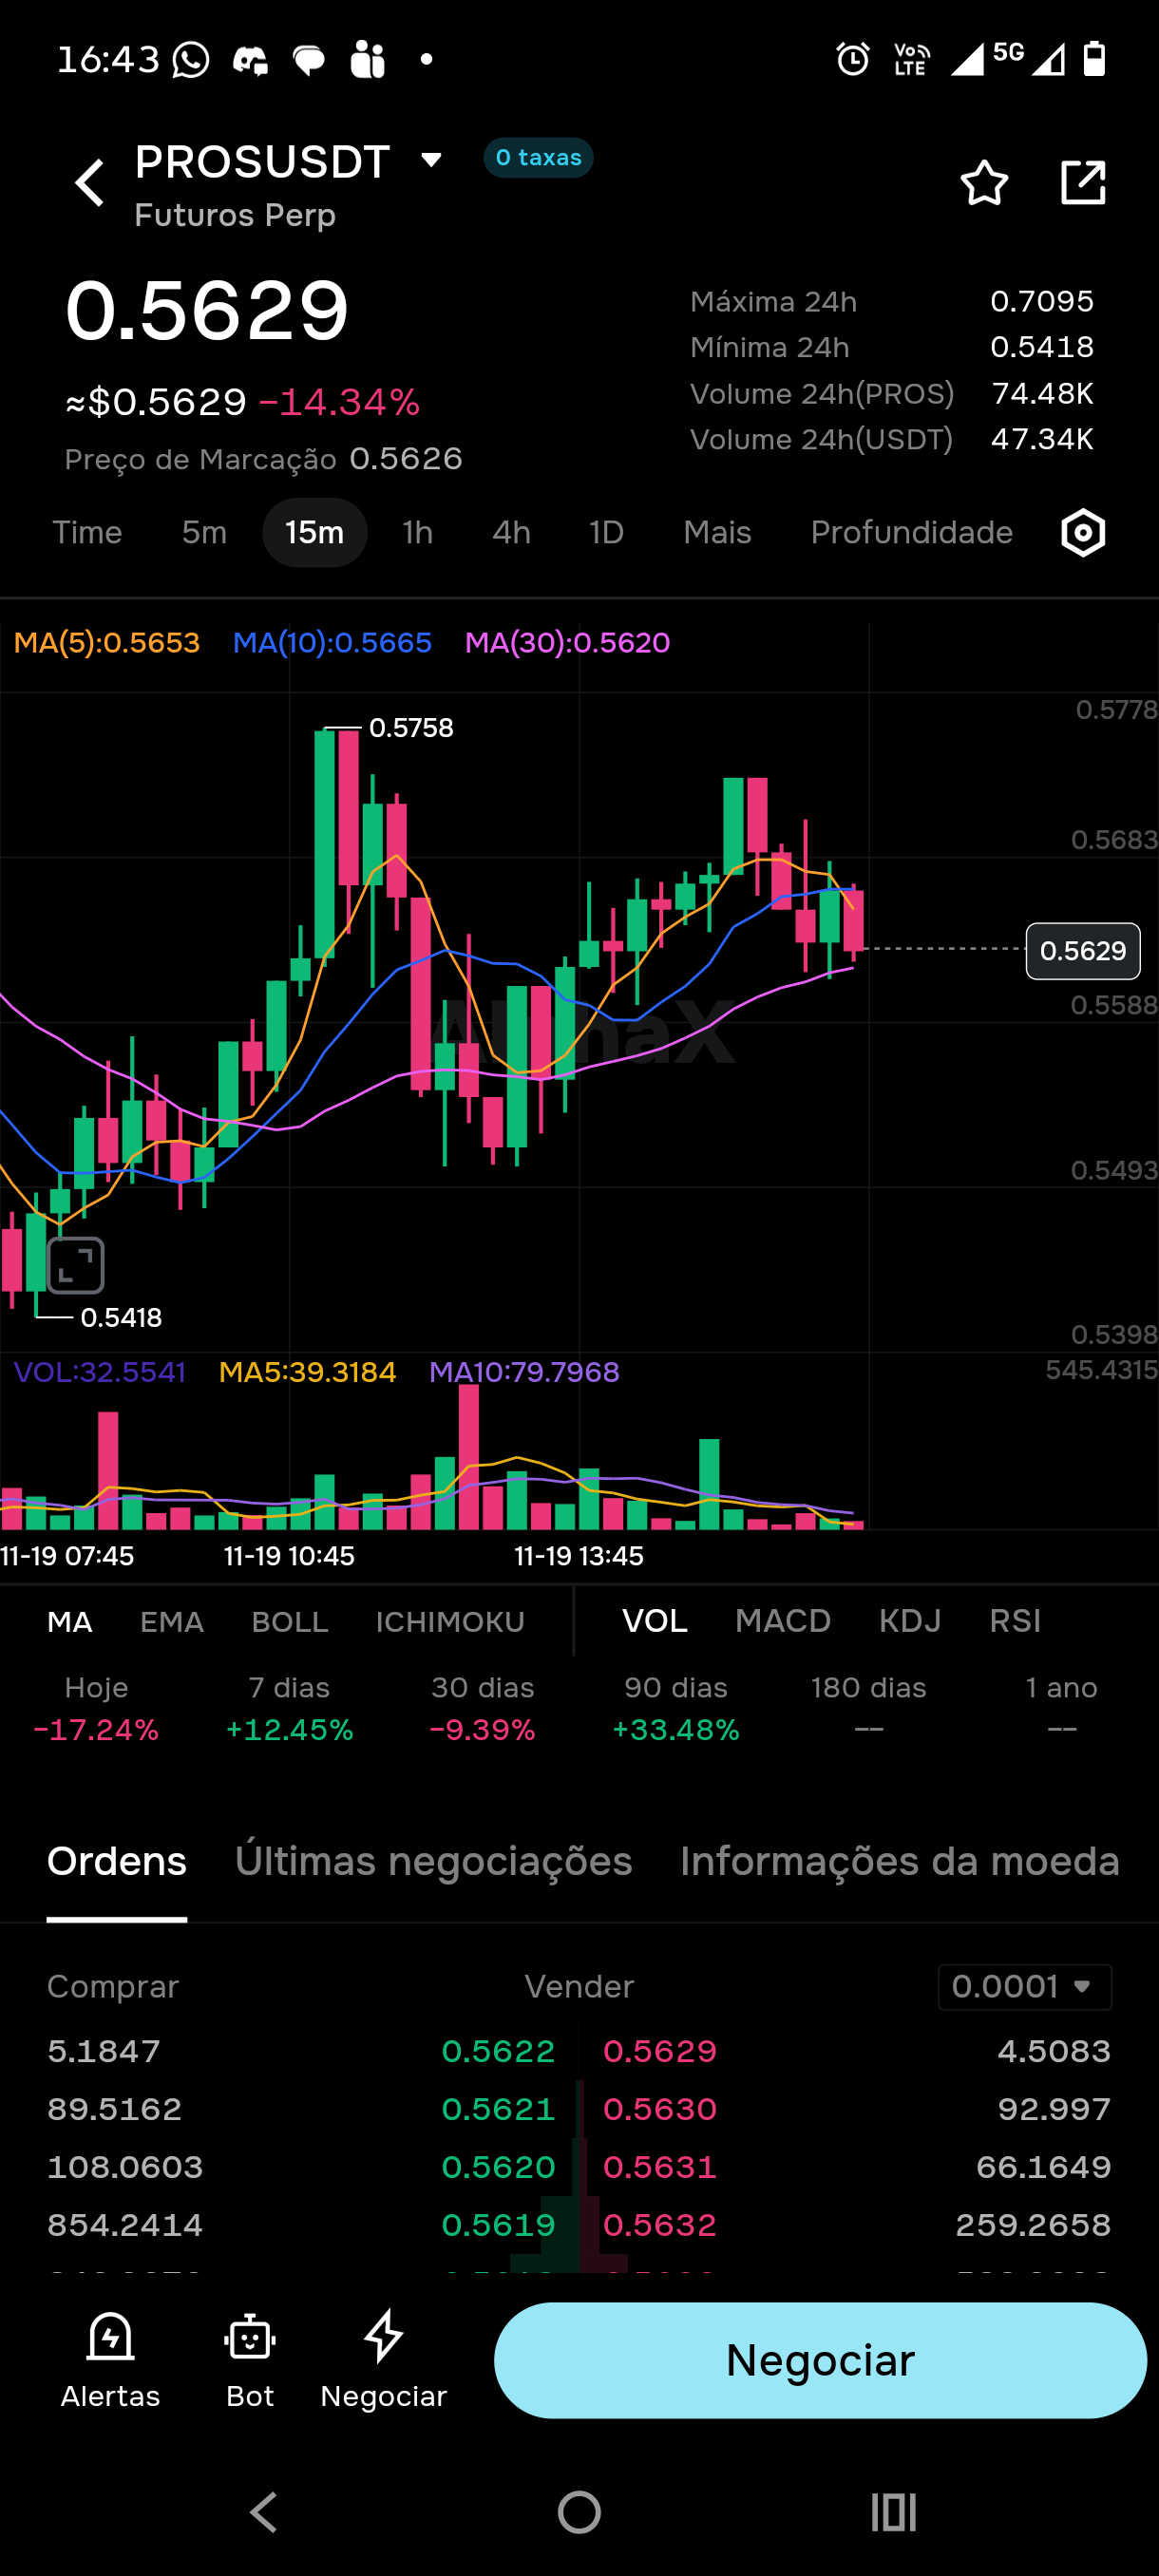 16:43 Vo LTE 5G
PROSUSDT 0 taxas
Futuros Perp
0.5629
≈$0.5629 -14.34%
Preço de Marcação 0.5626
Máxima 24h 0.7095
Mínima 24h 0.5418
Volume 24h(PROS) 74.48K
Volume 24h(USDT) 47.34K
Time 5m 15m 1h 4h 1D Mais Profundidade
MA(5):0.5653 MA(10):0.5665 MA(30):0.5620
0.5778
0.5758
0.5683
0.5629
0.5588
0.5493
0.5418
0.5398
VOL:32.5541 MA5:39.3184 MA10:79.7968 545.4315
11-19 07:45 11-19 10:45 11-19 13:45
MA EMA BOLL ICHIMOKU VOL MACD KDJ RSI
Hoje 7 dias 30 dias 90 dias 180 dias 1 ano
-17.24% +12.45% -9.39% +33.48% -- --
Ordens Últimas negociações Informações da moeda
Comprar Vender 0.0001
5.1847 0.5622 0.5629 4.5083
89.5162 0.5621 0.5630 92.997
108.0603 0.5620 0.5631 66.1649
854.2414 0.5619 0.5632 259.2658
Alertas Bot Negociar Negociar